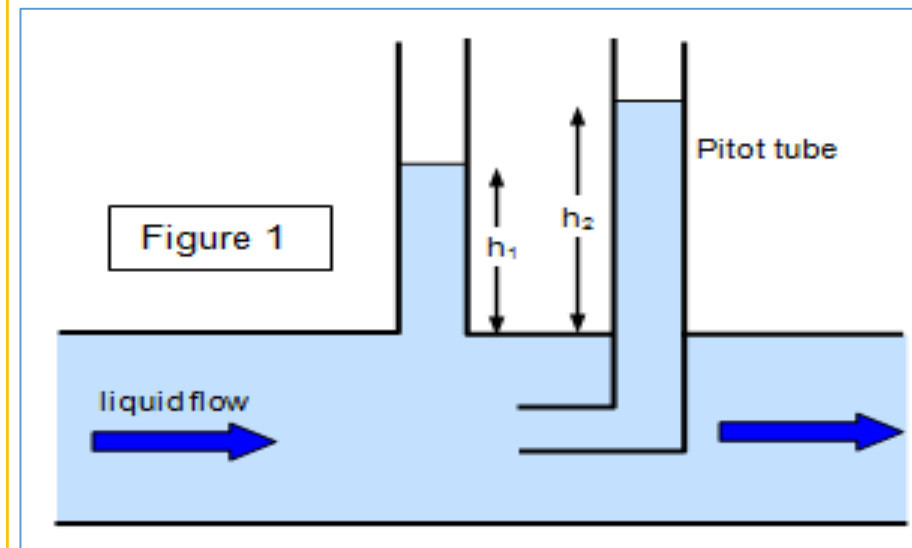 Pitot tube
Figure 1
h₁
h₂
liquid flow